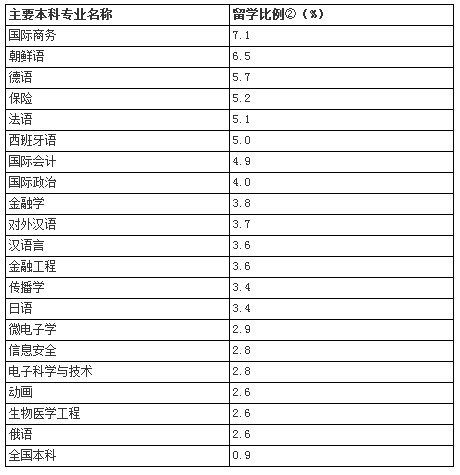 主要本科专业名称 留学比例②（%）
国际商务 7.1
朝鲜语 6.5
德语 5.7
保险 5.2
法语 5.1
西班牙语 5.0
国际会计 4.9
国际政治 4.0
金融学 3.8
对外汉语 3.7
汉语言 3.6
金融工程 3.6
传播学 3.4
日语 3.4
微电子学 2.9
信息安全 2.8
电子科学与技术 2.8
动画 2.6
生物医学工程 2.6
俄语 2.6
全国本科 0.9